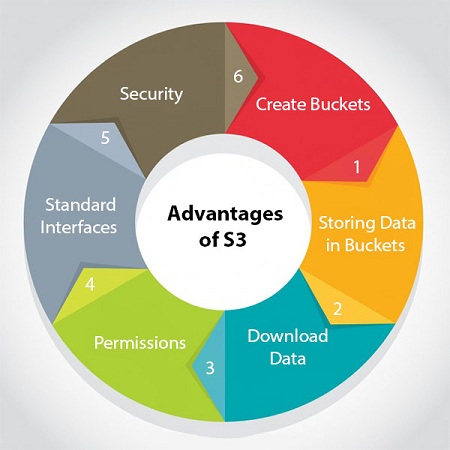 Advantages
of S3
Create Buckets
1
Storing Data
in Buckets
2
Download
Data
3
Permissions
4
Standard
Interfaces
5
Security
6